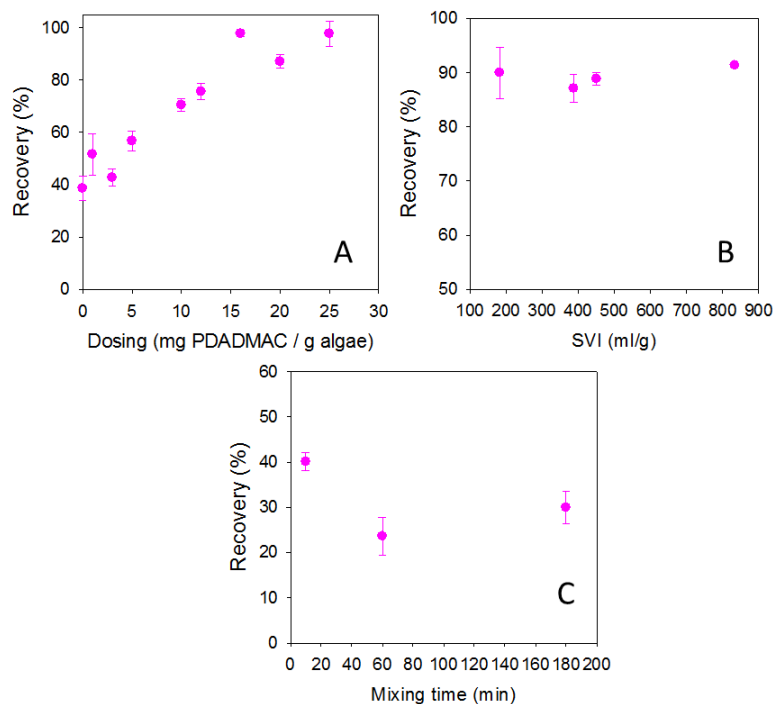 100
80
60
40
20
0
Recovery (%)
A
0 5 10 15 20 25 30
Dosing (mg PDADMAC / g algae)
100
90
80
70
60
50
Recovery (%)
B
100 200 300 400 500 600 700 800 900
SVI (ml/g)
60
50
40
30
20
10
0
Recovery (%)
C
0 20 40 60 80 100 120 140 160 180 200
Mixing time (min)